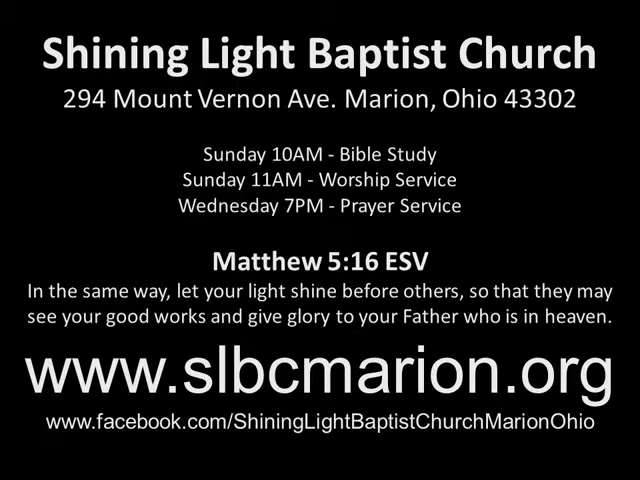 Shining Light Baptist Church
294 Mount Vernon Ave. Marion, Ohio 43302
Sunday 10AM - Bible Study
Sunday 11AM - Worship Service
Wednesday 7PM - Prayer Service
Matthew 5:16 ESV
In the same way, let your light shine before others, so that they may
see your good works and give glory to your Father who is in heaven.
www.slbcmarion.org
www.facebook.com/ShiningLightBaptistChurchMarionOhio